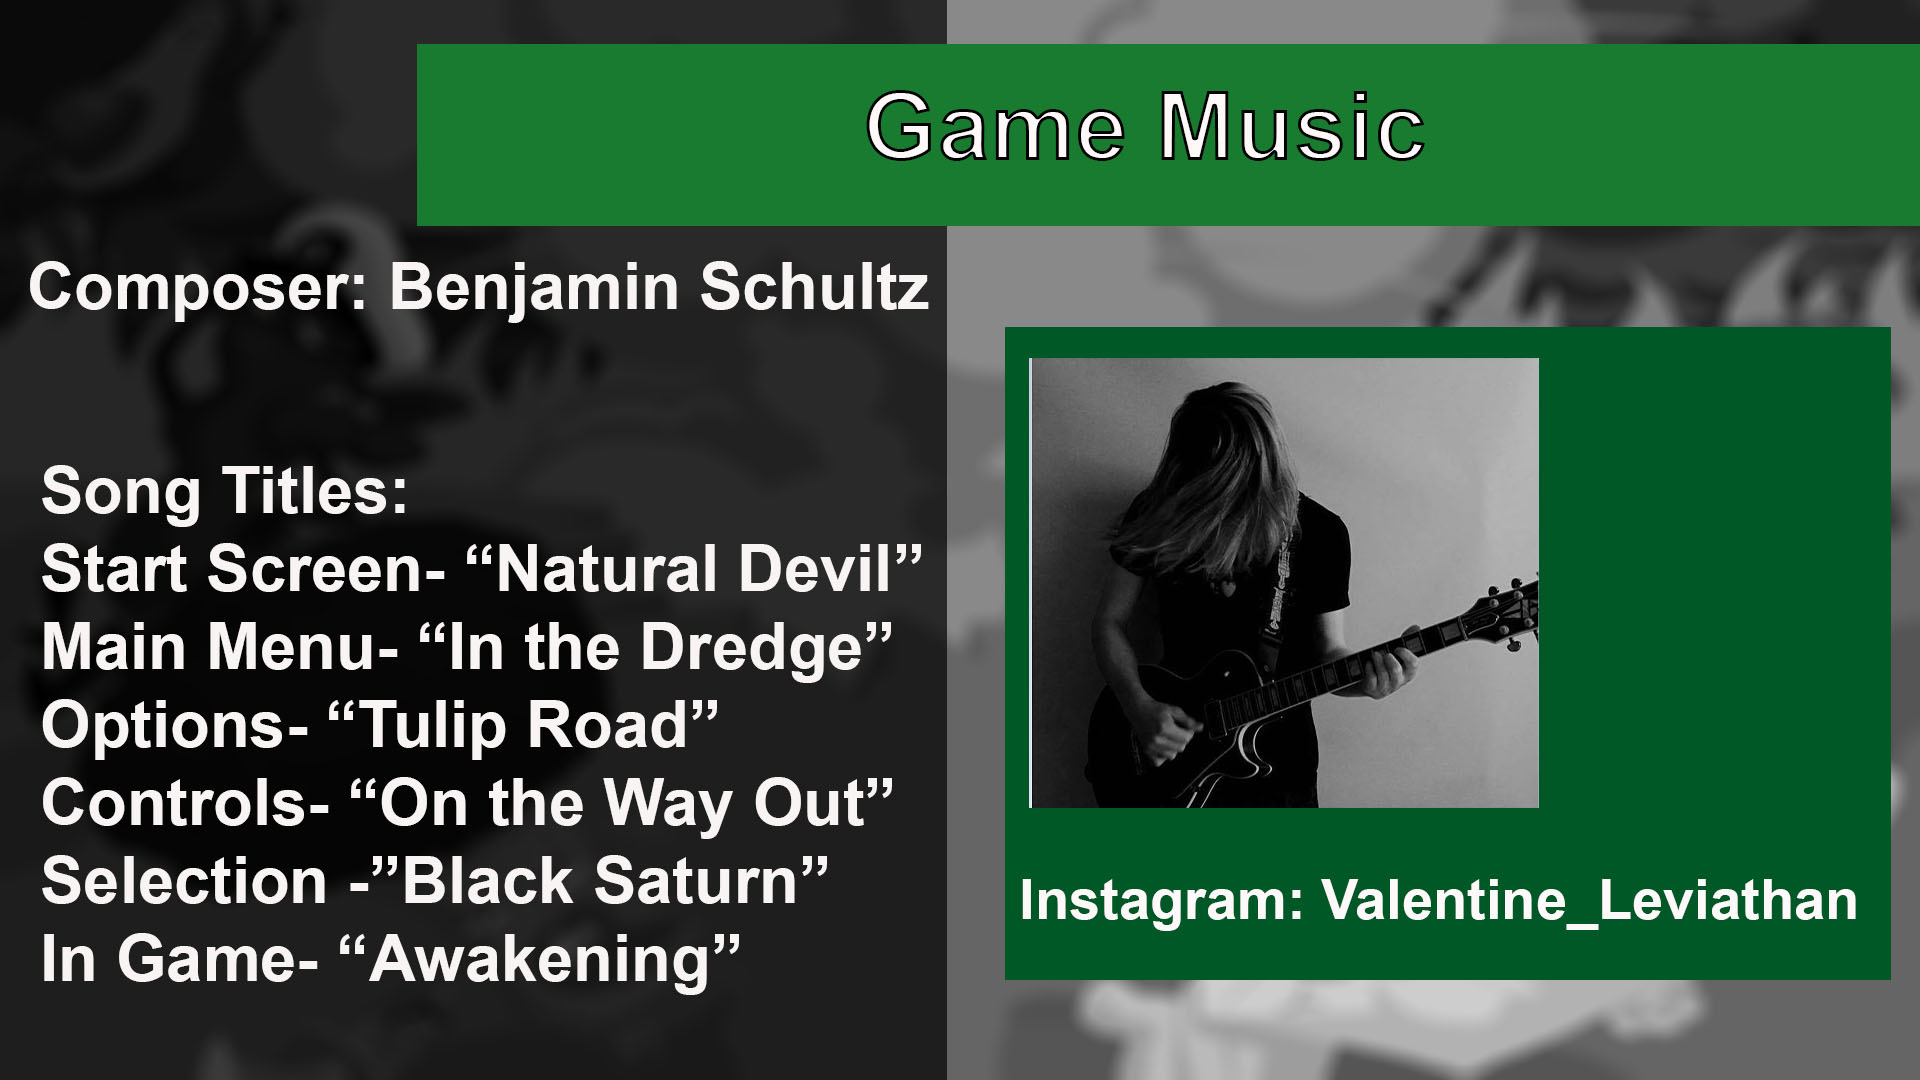 Game Music
Composer: Benjamin Schultz
Song Titles:
Start Screen- “Natural Devil”
Main Menu- “In the Dredge”
Options- “Tulip Road”
Controls- “On the Way Out”
Selection -”Black Saturn”
In Game- “Awakening”
Instagram: Valentine_Leviathan